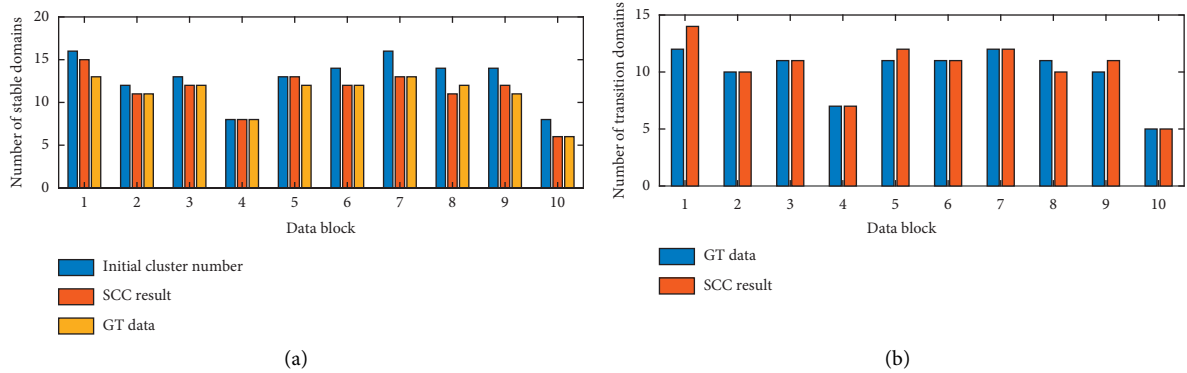 Number of stable domains
20
15
10
5
0
1 2 3 4 5 6 7 8 9 10
Data block
Initial cluster number
SCC result
GT data
(a)
Number of transition domains
15
10
5
0
1 2 3 4 5 6 7 8 9 10
Data block
GT data
SCC result
(b)